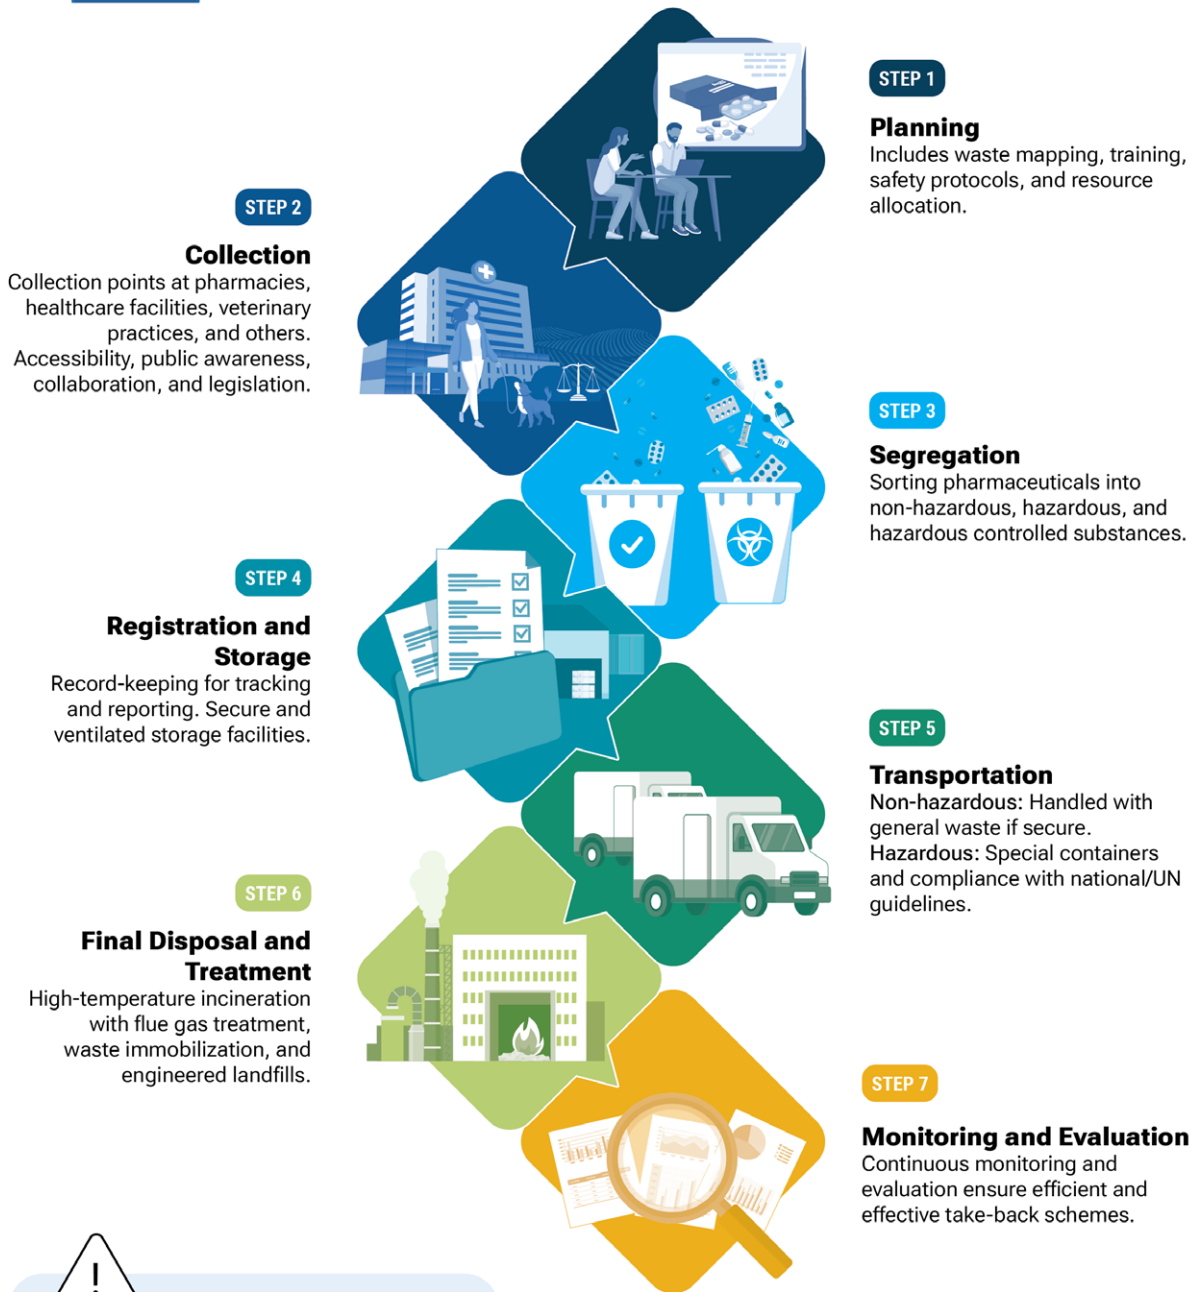 STEP 1
Planning
Includes waste mapping, training,
safety protocols, and resource
allocation.
STEP 2
Collection
Collection points at pharmacies,
healthcare facilities, veterinary
practices, and others.
Accessibility, public awareness,
collaboration, and legislation.
STEP 3
Segregation
Sorting pharmaceuticals into
non-hazardous, hazardous, and
hazardous controlled substances.
STEP 4
Registration and
Storage
Record-keeping for tracking
and reporting. Secure and
ventilated storage facilities.
STEP 5
Transportation
Non-hazardous: Handled with
general waste if secure.
Hazardous: Special containers
and compliance with national/UN
guidelines.
STEP 6
Final Disposal and
Treatment
High-temperature incineration
with flue gas treatment,
waste immobilization, and
engineered landfills.
STEP 7
Monitoring and Evaluation
Continuous monitoring and
evaluation ensure efficient and
effective take-back schemes.
!